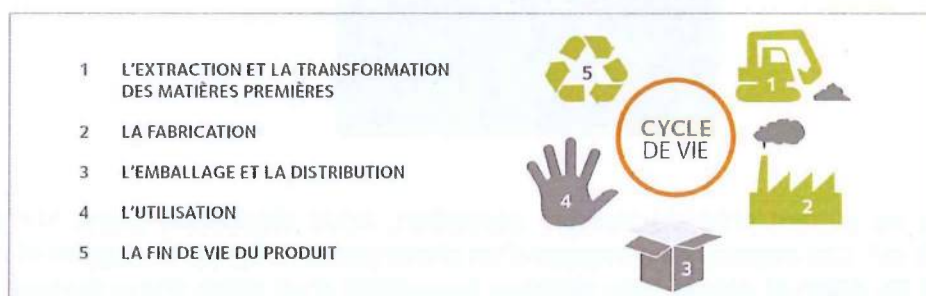 1 L'EXTRACTION ET LA TRANSFORMATION
DES MATIÈRES PREMIÈRES
2 LA FABRICATION
3 L'EMBALLAGE ET LA DISTRIBUTION
4 L'UTILISATION
5 LA FIN DE VIE DU PRODUIT
5
1
CYCLE
DE VIE
4
2
3